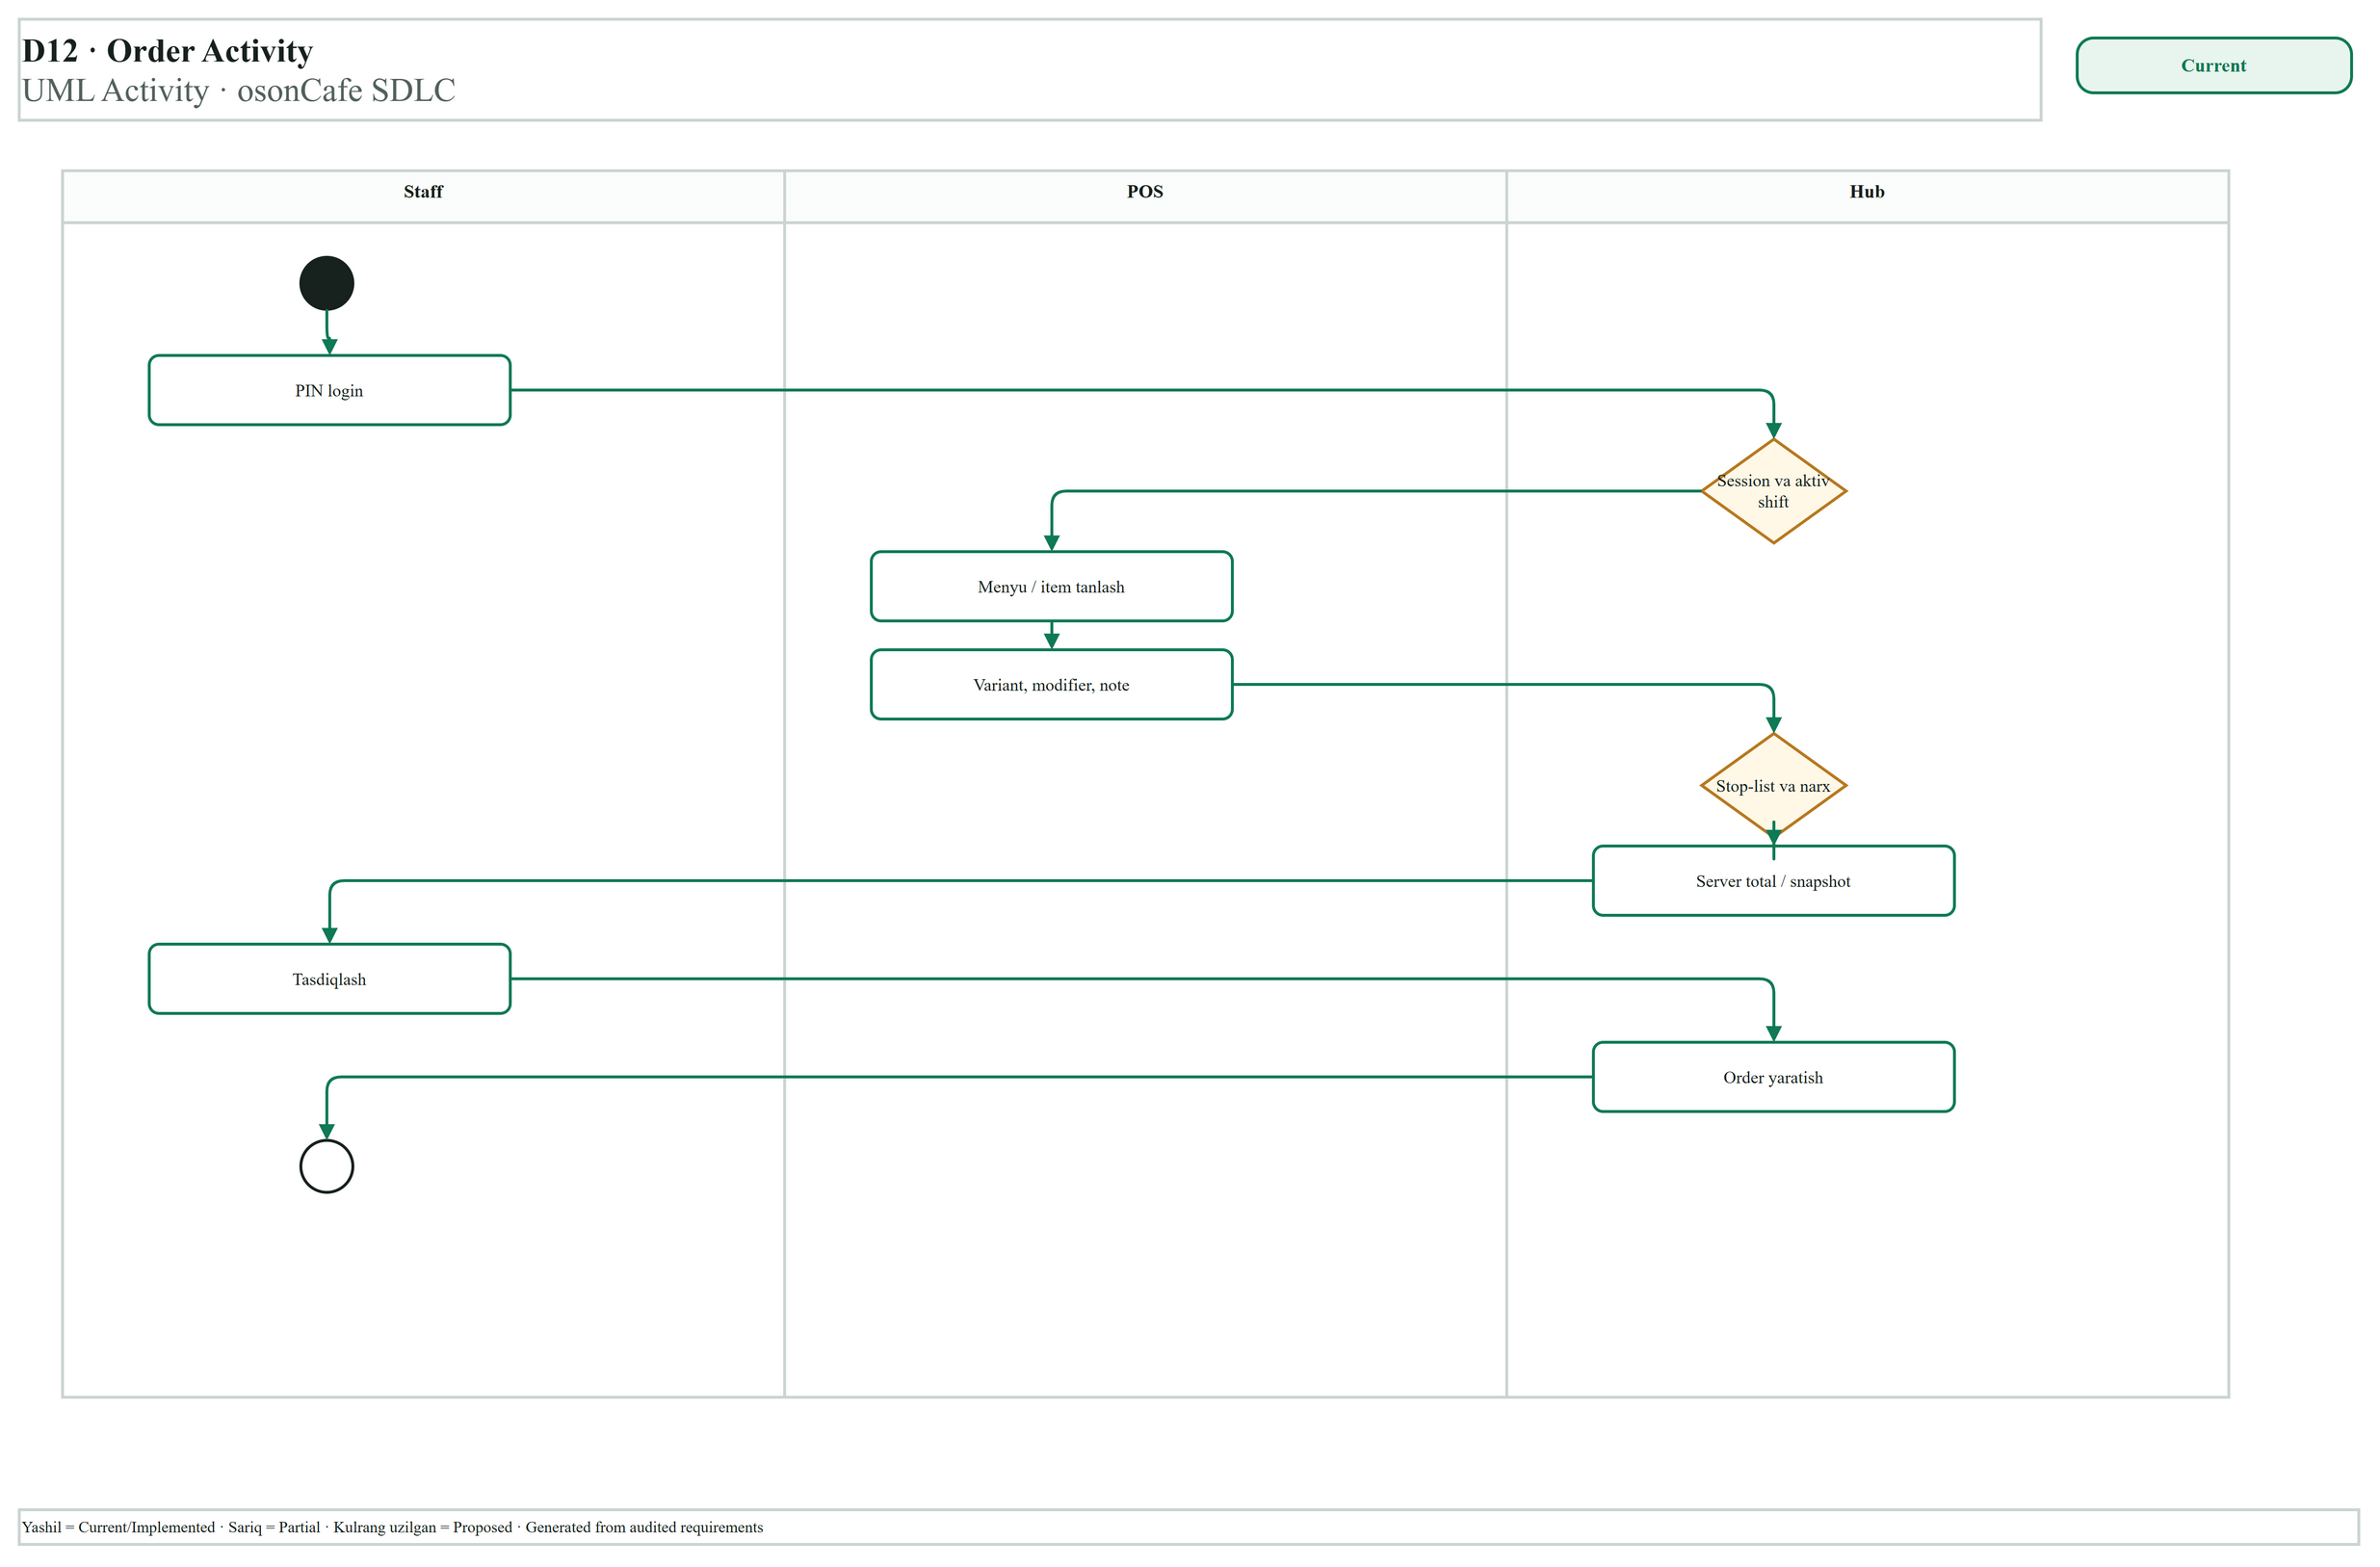 D12 · Order Activity
UML Activity · osonCafe SDLC
Current
Staff
POS
Hub
PIN login
Session va aktiv
shift
Menyu / item tanlash
Variant, modifier, note
Stop-list va narx
Server total / snapshot
Tasdiqlash
Order yaratish
Yashil = Current/Implemented · Sariq = Partial · Kulrang uzilgan = Proposed · Generated from audited requirements